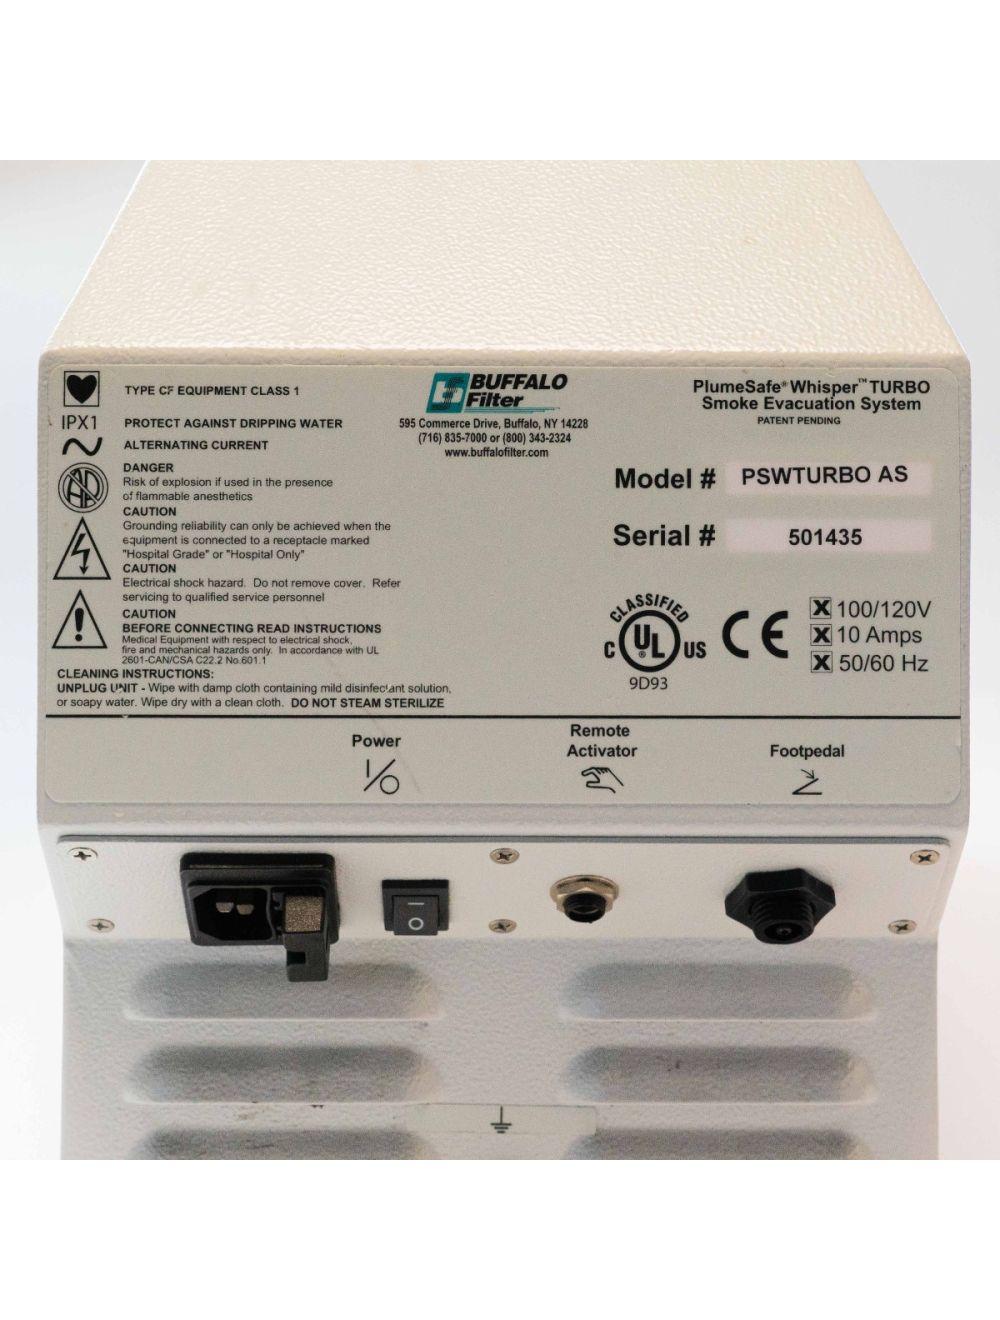 TYPE CF EQUIPMENT CLASS 1
IPX1
PROTECT AGAINST DRIPPING WATER
ALTERNATING CURRENT
DANGER
Risk of explosion if used in the presence
of flammable anesthetics
CAUTION
Grounding reliability can only be achieved when the
equipment is connected to a receptacle marked
"Hospital Grade" or "Hospital Only"
CAUTION
Electrical shock hazard. Do not remove cover. Refer
servicing to qualified service personnel
CAUTION
BEFORE CONNECTING READ INSTRUCTIONS
Medical Equipment with respect to electrical shock,
fire and mechanical hazards only. In accordance with UL
2601-CAN/CSA C22.2 No.601.1
CLEANING INSTRUCTIONS:
UNPLUG UNIT - Wipe with damp cloth containing mild disinfectant solution,
or soapy water. Wipe dry with a clean cloth. DO NOT STEAM STERILIZE
BUFFALO
Filter
595 Commerce Drive, Buffalo, NY 14228
(716) 835-7000 or (800) 343-2324
www.buffalofilter.com
PlumeSafe® Whisper™ TURBO
Smoke Evacuation System
PATENT PENDING
Model # PSWTURBO AS
Serial # 501435
CLASSIFIED
C UL ® US
9D93
CE
X 100/120V
X 10 Amps
X 50/60 Hz
Power
Remote
Activator
Footpedal